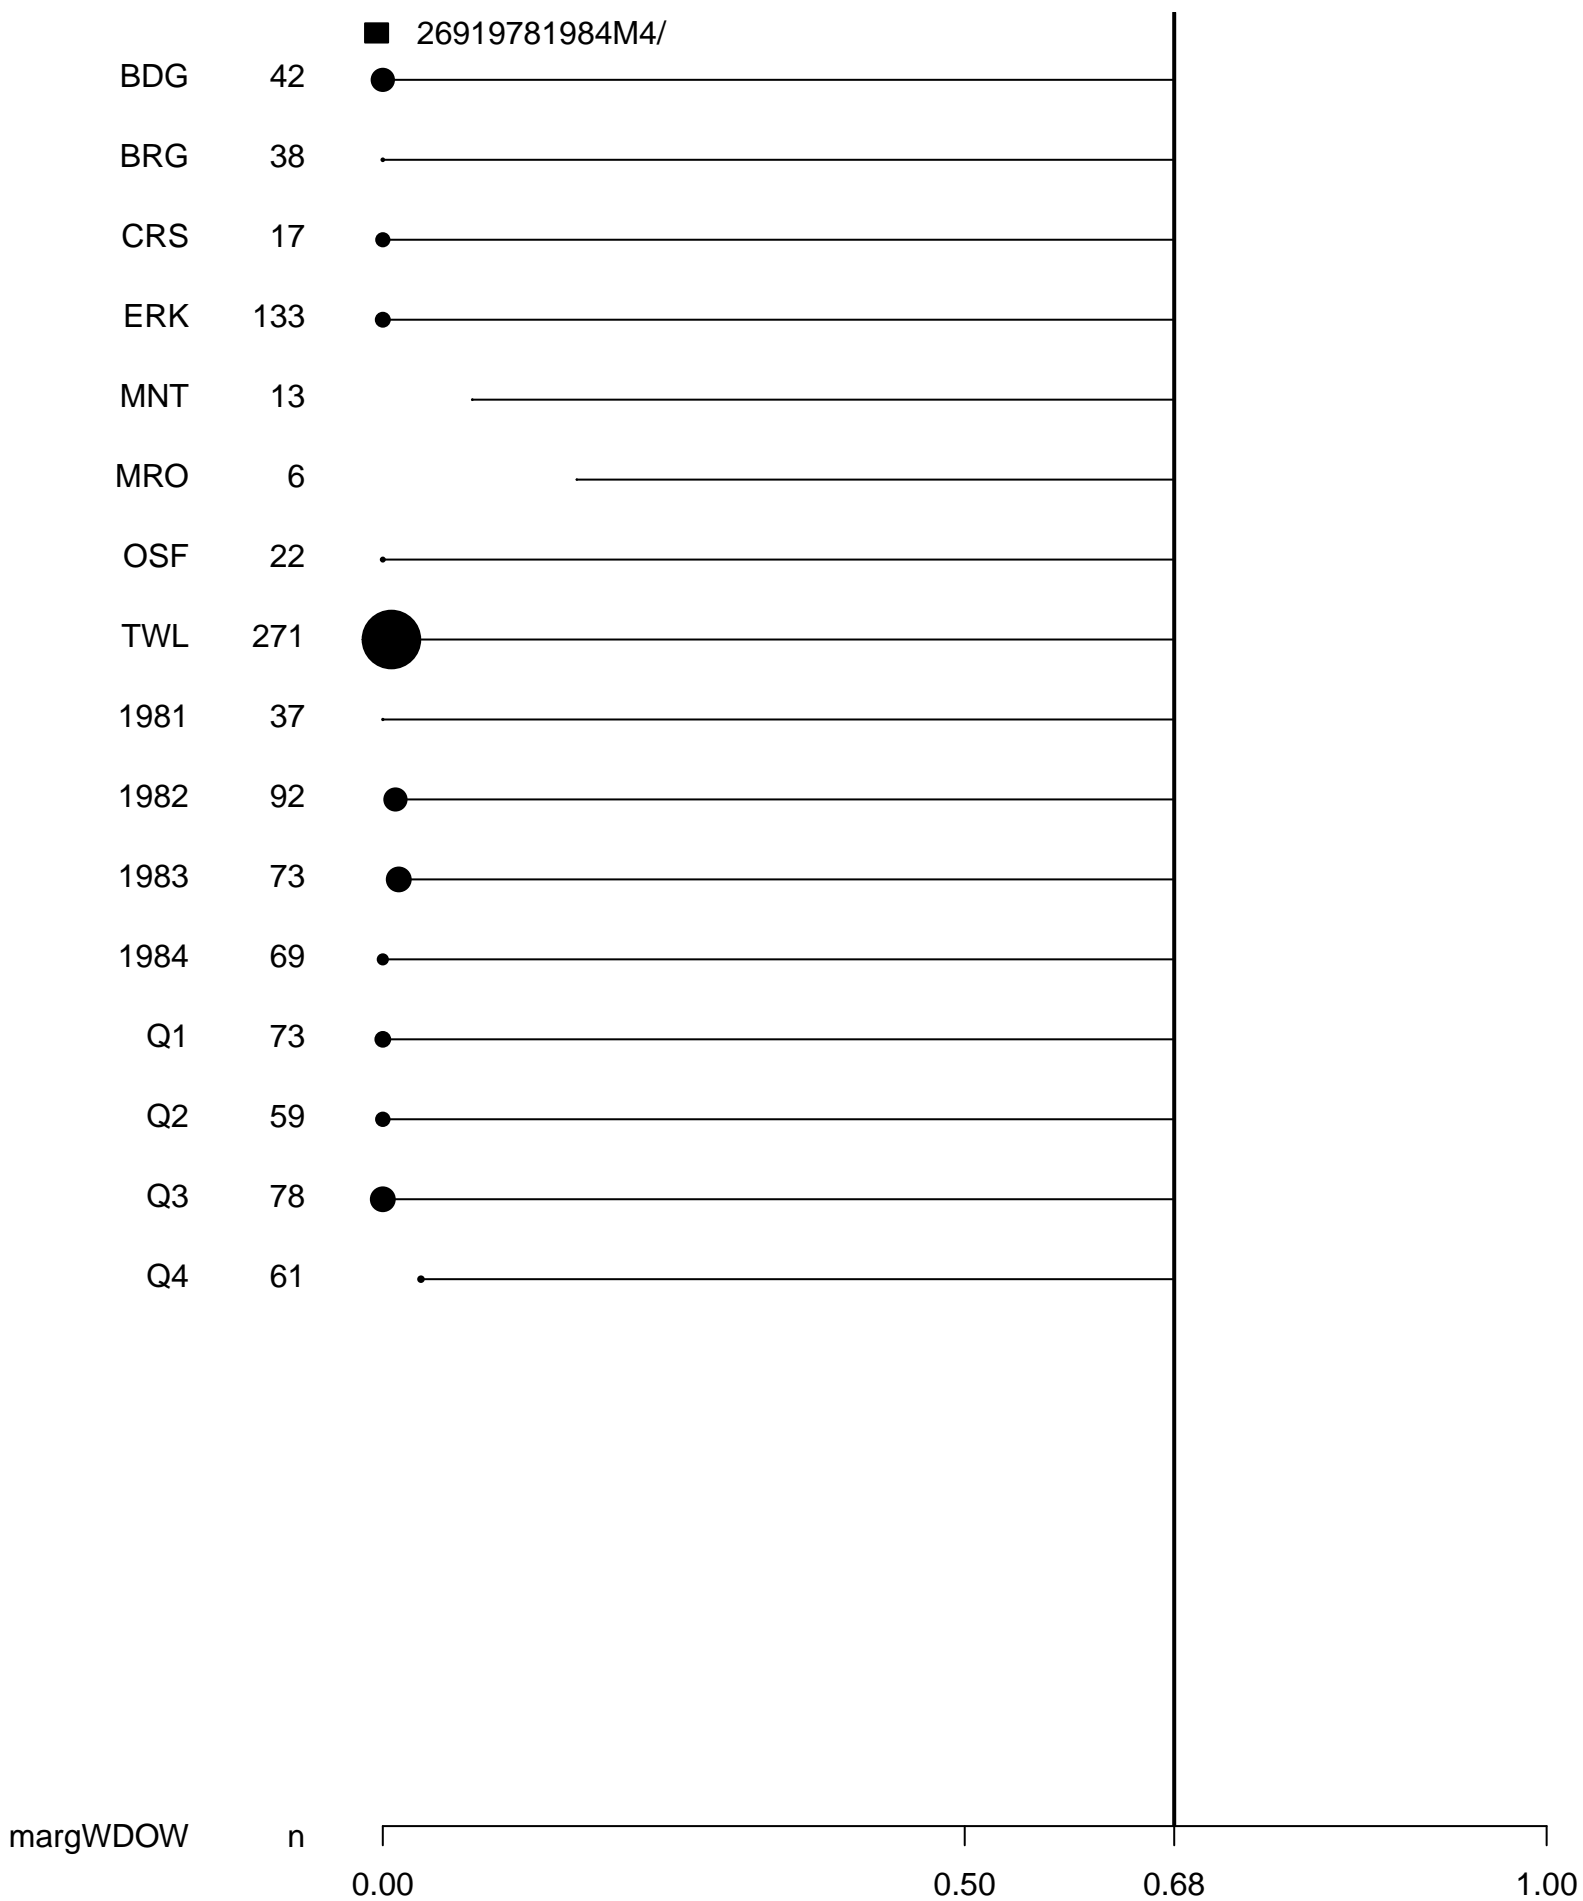 26919781984M4/
BDG 42
BRG 38
CRS 17
ERK 133
MNT 13
MRO 6
OSF 22
TWL 271
1981 37
1982 92
1983 73
1984 69
Q1 73
Q2 59
Q3 78
Q4 61
margWDOW n
0.00 0.50 0.68 1.00